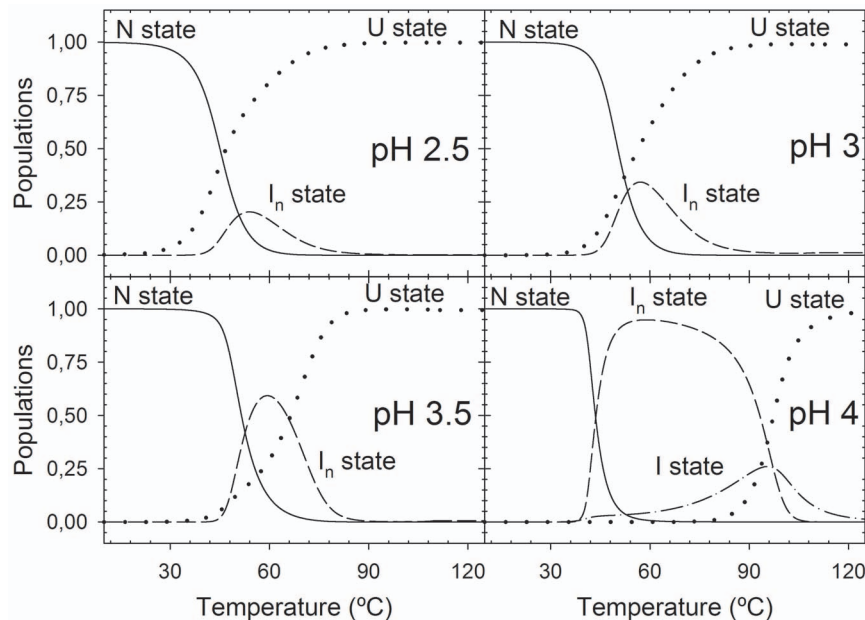 N state U state
1,00
0,75
0,50
0,25
0,00
Populations
pH 2.5
In state
N state U state
pH 3
In state
N state U state
1,00
0,75
0,50
0,25
0,00
Populations
pH 3.5
In state
N state In state U state
pH 4
I state
30 60 90 120
30 60 90 120
Temperature (ºC) Temperature (ºC)